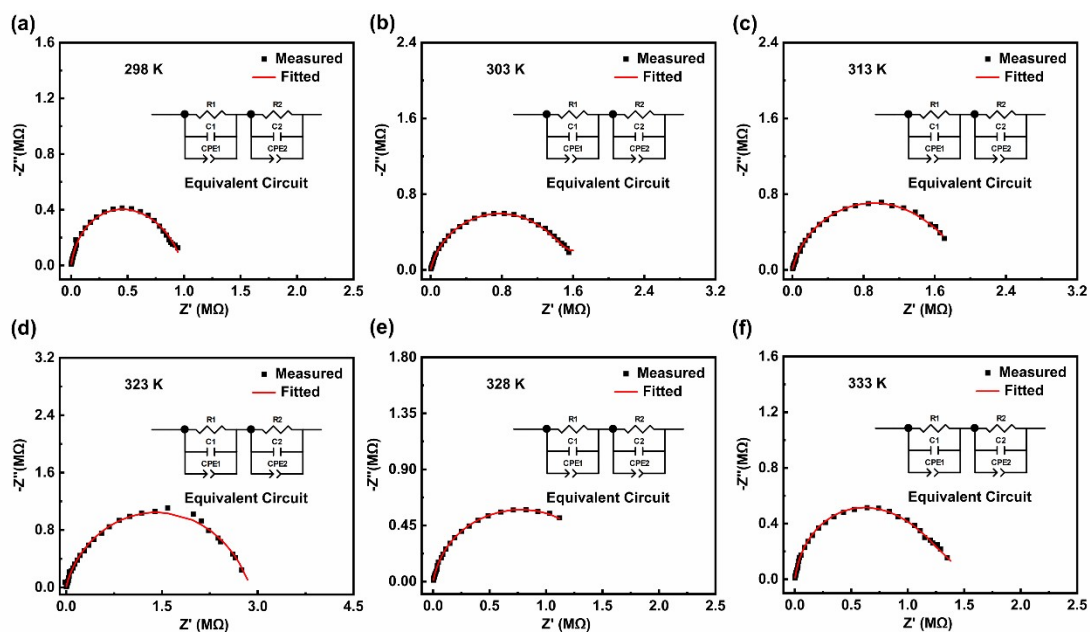 (a)
1.6
1.2
0.8
0.4
0.0
-Z''(MΩ)
298 K
Measured
Fitted
R1
R2
C1
C2
CPE1
CPE2
Equivalent Circuit
0.0 0.5 1.0 1.5 2.0 2.5
Z' (MΩ)
(b)
2.4
1.8
1.2
0.6
0.0
-Z''(MΩ)
303 K
Measured
Fitted
R1
R2
C1
C2
CPE1
CPE2
Equivalent Circuit
0.0 0.8 1.6 2.4 3.2
Z' (MΩ)
(c)
2.4
1.8
1.2
0.6
0.0
-Z''(MΩ)
313 K
Measured
Fitted
R1
R2
C1
C2
CPE1
CPE2
Equivalent Circuit
0.0 0.8 1.6 2.4 3.2
Z' (MΩ)
(d)
3.2
2.4
1.6
0.8
0.0
-Z''(MΩ)
323 K
Measured
Fitted
R1
R2
C1
C2
CPE1
CPE2
Equivalent Circuit
0.0 1.5 3.0 4.5
Z' (MΩ)
(e)
1.80
1.35
0.90
0.45
0.00
-Z''(MΩ)
328 K
Measured
Fitted
R1
R2
C1
C2
CPE1
CPE2
Equivalent Circuit
0.0 0.5 1.0 1.5 2.0 2.5
Z' (MΩ)
(f)
1.6
1.2
0.8
0.4
0.0
-Z''(MΩ)
333 K
Measured
Fitted
R1
R2
C1
C2
CPE1
CPE2
Equivalent Circuit
0.0 0.5 1.0 1.5 2.0 2.5
Z' (MΩ)